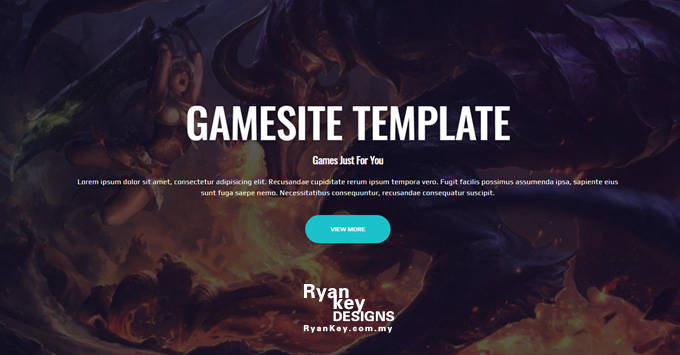 GAMESITE TEMPLATE
Games Just For You
Lorem ipsum dolor sit amet, consectetur adipisicing elit. Recusandae cupiditate rerum ipsum tempora vero. Fugit facilis possimus assumenda ipsa, sapiente eius
sunt fuga saepe nemo. Necessitatibus consequuntur, recusandae consequatur suscipit.
VIEW MORE
Ryan
key
DESIGNS
RyanKey.com.my